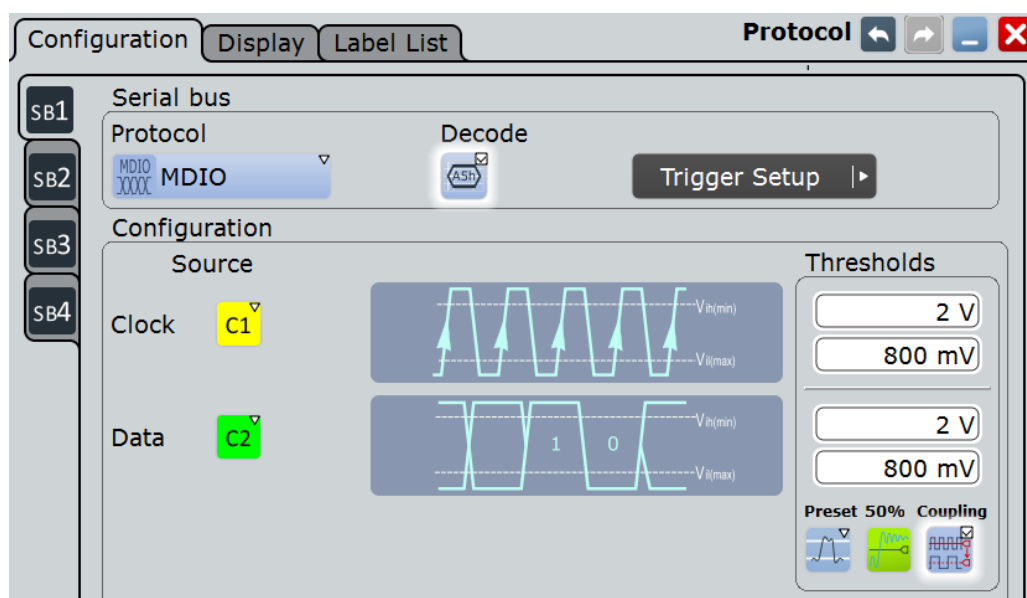 Configuration Display Label List Protocol
SB1
SB2
SB3
SB4
Serial bus
Protocol Decode
MDIO XXXX MDIO A5h Trigger Setup
Configuration
Source Thresholds
Clock C1 Vih(min) 2 V
Vil(max) 800 mV
Data C2 1 0 Vih(min) 2 V
Vil(max) 800 mV
Preset 50% Coupling